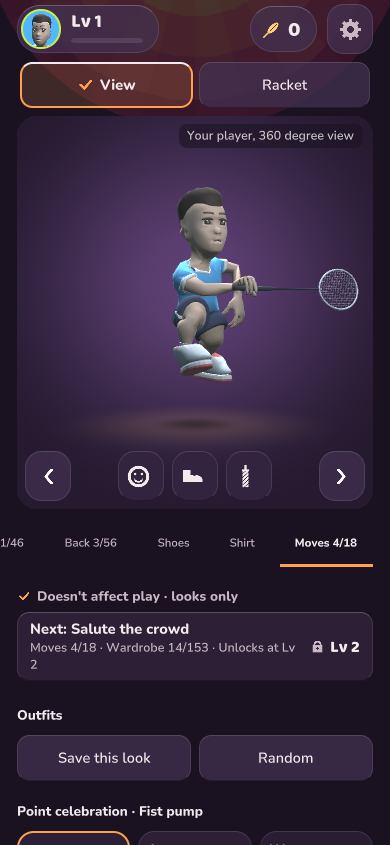 Lv 1
0
View
Racket
Your player, 360 degree view
1/46
Back 3/56
Shoes
Shirt
Moves 4/18
Doesn't affect play · looks only
Next: Salute the crowd
Moves 4/18 · Wardrobe 14/153 · Unlocks at Lv
2
Lv 2
Outfits
Save this look
Random
Point celebration · Fist pump